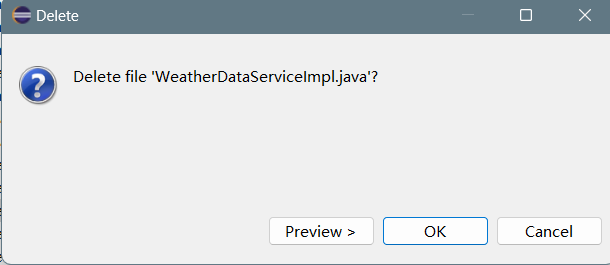 Delete
Delete file 'WeatherDataServiceImpl.java'?
Preview >
OK
Cancel